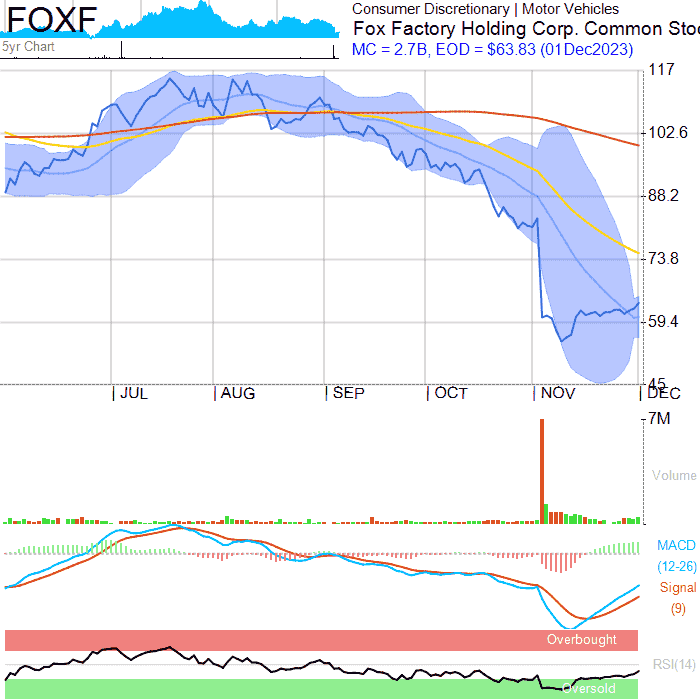 FOXF
5yr Chart
Consumer Discretionary | Motor Vehicles
Fox Factory Holding Corp. Common Sto
MC = 2.7B, EOD = $63.83 (01Dec2023)
117
102.6
88.2
73.8
59.4
45
JUL AUG SEP OCT NOV DEC
7M
Volume
MACD
(12-26)
Signal
(9)
Overbought
RSI(14)
Oversold